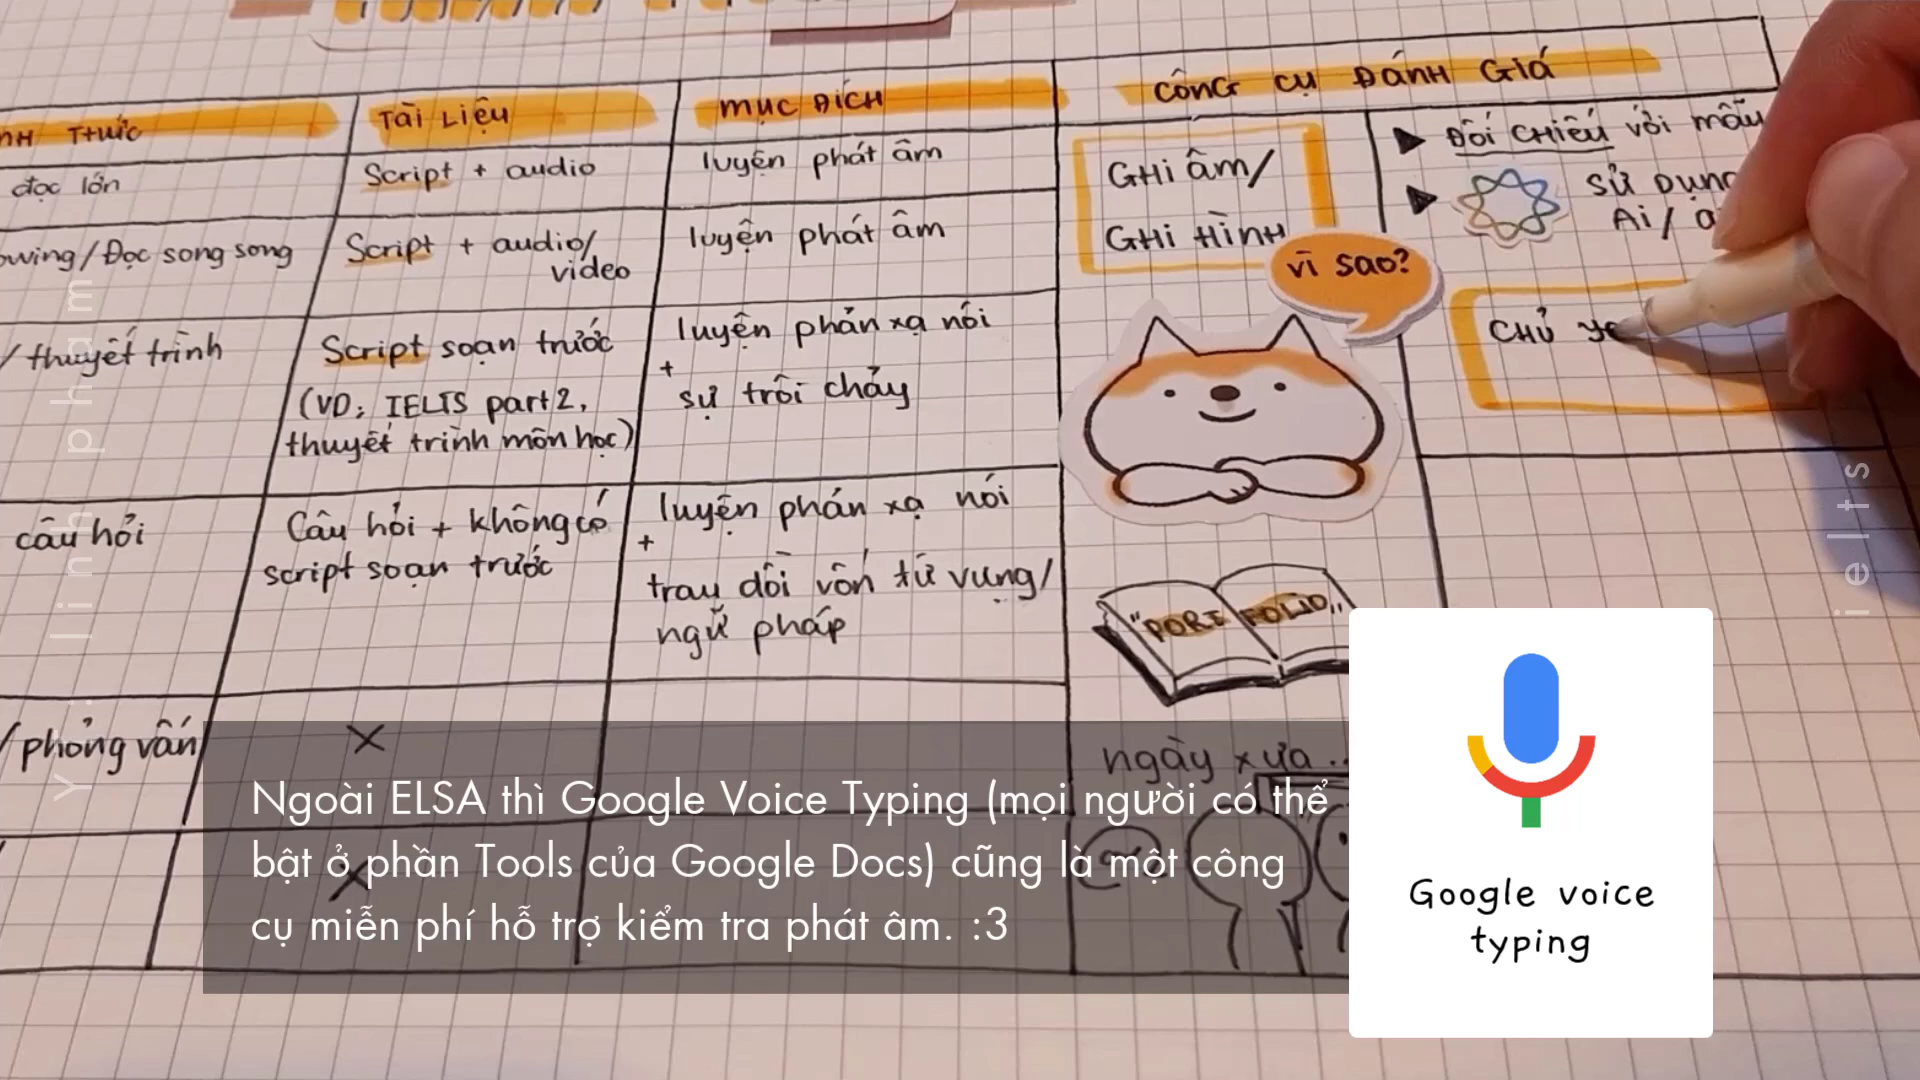 NH THỨC
TÀI LIỆU
MỤC ĐÍCH
CÔNG CỤ ĐÁNH GIÁ
đọc lớn
Script + audio
luyện phát âm
GHI ÂM/
GHI HÌNH
VÌ SAO?
ĐỐI CHIẾU VỚI MẪU
SỬ DỤNG
AI/
CHỦ
owing/Đọc song song
Script + audio/
video
luyện phát âm
/thuyết trình
Script soạn trước
(VD: IELTS part 2,
thuyết trình môn học)
luyện phản xạ nói
+
sự trôi chảy
câu hỏi
Câu hỏi + không có
script soạn trước
luyện phản xạ nói
+
trau dồi vốn từ vựng/
ngữ pháp
"PORTFOLIO"
/phỏng vấn
X
X
ngày xưa...
Ngoài ELSA thì Google Voice Typing (mọi người có thể
bật ở phần Tools của Google Docs) cũng là một công
cụ miễn phí hỗ trợ kiểm tra phát âm. :3
Google voice
typing
linh pham
ielts